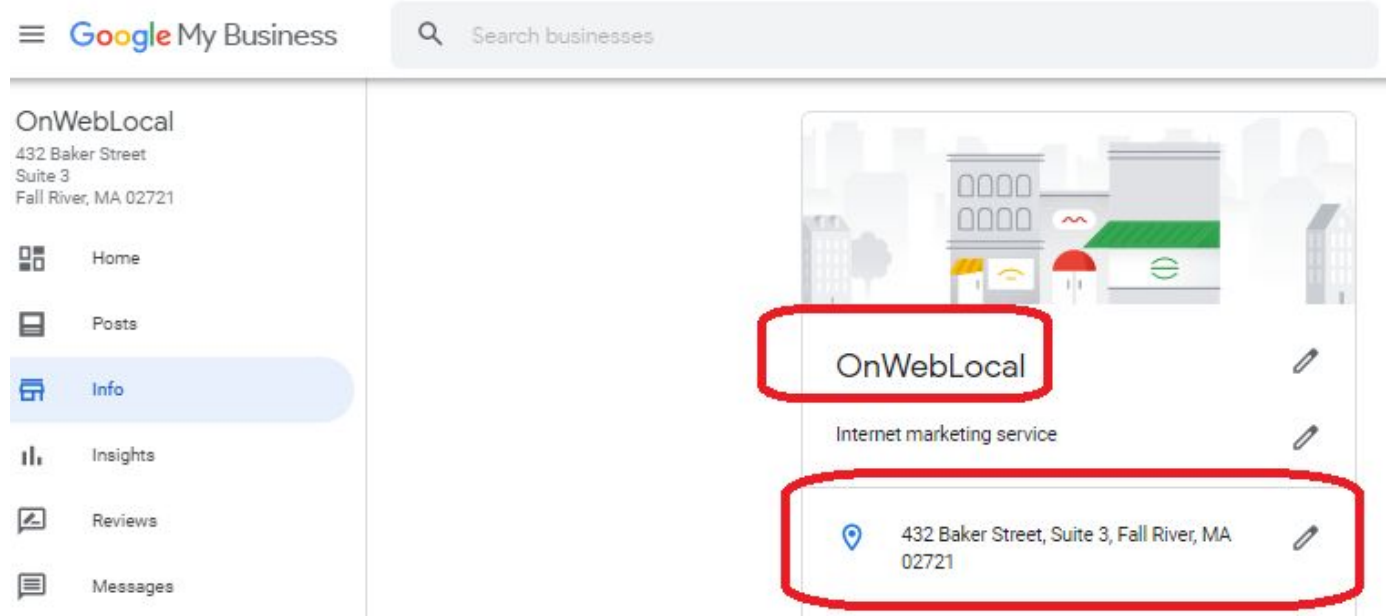 Google My Business
Search businesses
OnWebLocal
432 Baker Street
Suite 3
Fall River, MA 02721
Home
Posts
Info
Insights
Reviews
Messages
OnWebLocal
Internet marketing service
432 Baker Street, Suite 3, Fall River, MA
02721